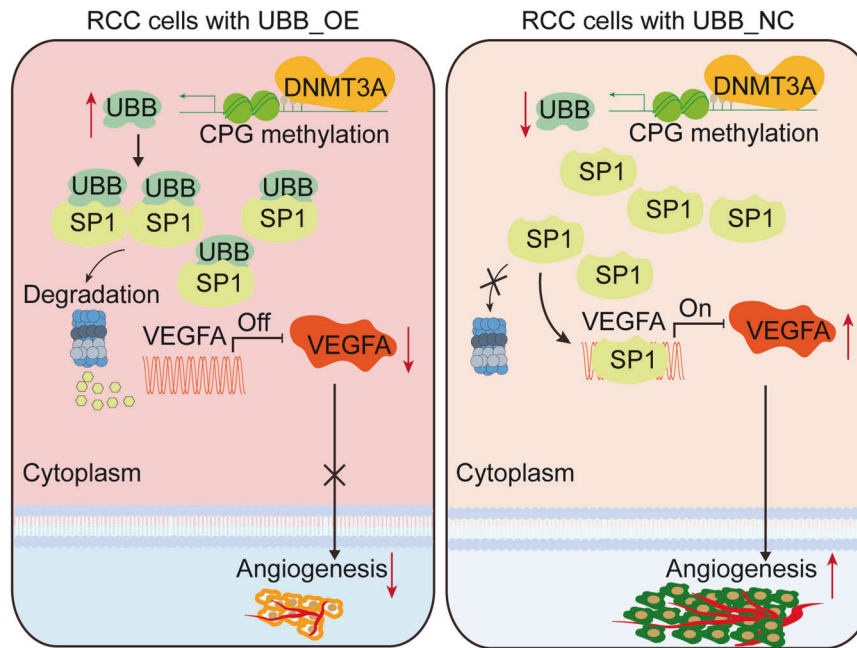 RCC cells with UBB_OE
DNMT3A
UBB
CPG methylation
UBB
UBB
UBB
SP1
SP1
SP1
UBB
SP1
Degradation
VEGFA
Off
VEGFA
Cytoplasm
Angiogenesis
RCC cells with UBB_NC
DNMT3A
UBB
CPG methylation
SP1
SP1
SP1
SP1
SP1
VEGFA
On
VEGFA
SP1
Cytoplasm
Angiogenesis